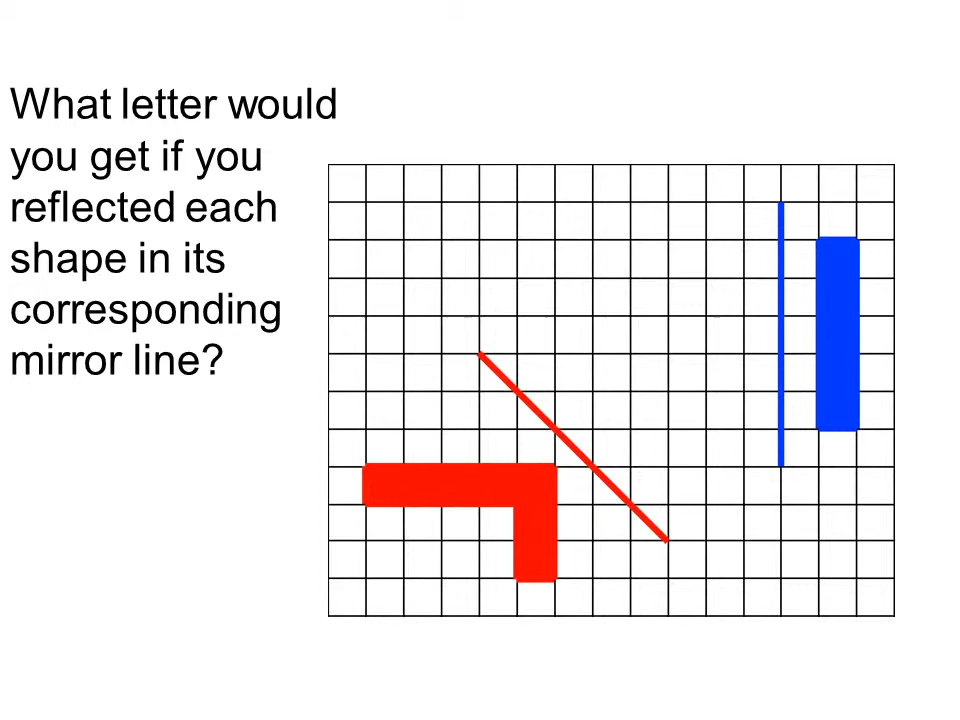 What letter would
you get if you
reflected each
shape in its
corresponding
mirror line?